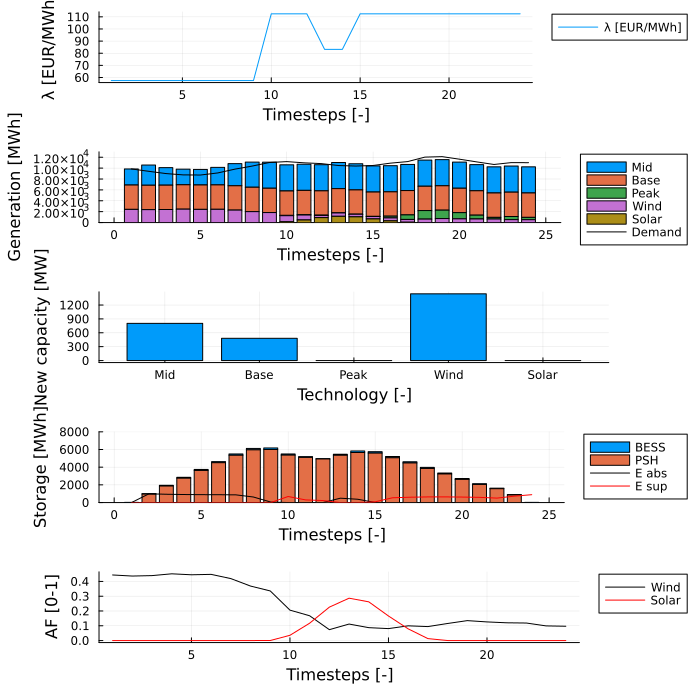 λ [EUR/MWh]
110
100
90
80
70
60
5
10
15
20
Timesteps [-]
λ [EUR/MWh]
Generation [MWh]
1.20×10⁴
1.00×10⁴
8.00×10³
6.00×10³
4.00×10³
2.00×10³
0
0
5
10
15
20
25
Timesteps [-]
Mid
Base
Peak
Wind
Solar
Demand
New capacity [MW]
1200
900
600
300
0
Mid
Base
Peak
Wind
Solar
Technology [-]
Storage [MWh]
8000
6000
4000
2000
0
0
5
10
15
20
25
Timesteps [-]
BESS
PSH
E abs
E sup
AF [0-1]
0.4
0.3
0.2
0.1
0.0
5
10
15
20
Timesteps [-]
Wind
Solar